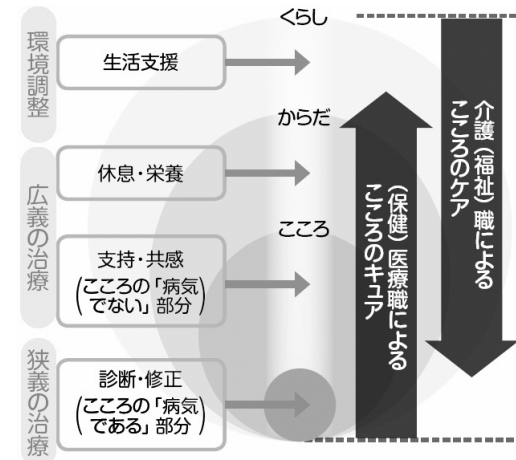 環境調整
生活支援
くらし
広義の治療
休息・栄養
からだ
支持・共感
(こころの「病気
でない」部分)
こころ
狭義の治療
診断・修正
(こころの「病気
である」部分)
(保健)医療職による
こころのキュア
介護(福祉)職による
こころのケア